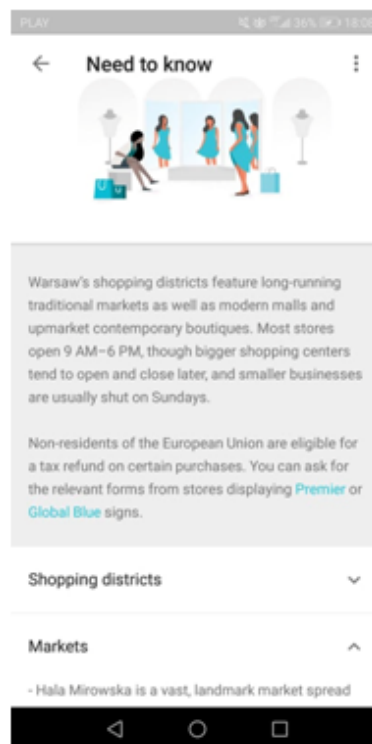 PLAY 36% 18:08
Need to know
Warsaw's shopping districts feature long-running
traditional markets as well as modern malls and
upmarket contemporary boutiques. Most stores
open 9 AM–6 PM, though bigger shopping centers
tend to open and close later, and smaller businesses
are usually shut on Sundays.
Non-residents of the European Union are eligible for
a tax refund on certain purchases. You can ask for
the relevant forms from stores displaying Premier or
Global Blue signs.
Shopping districts
Markets
- Hala Mirowska is a vast, landmark market spread